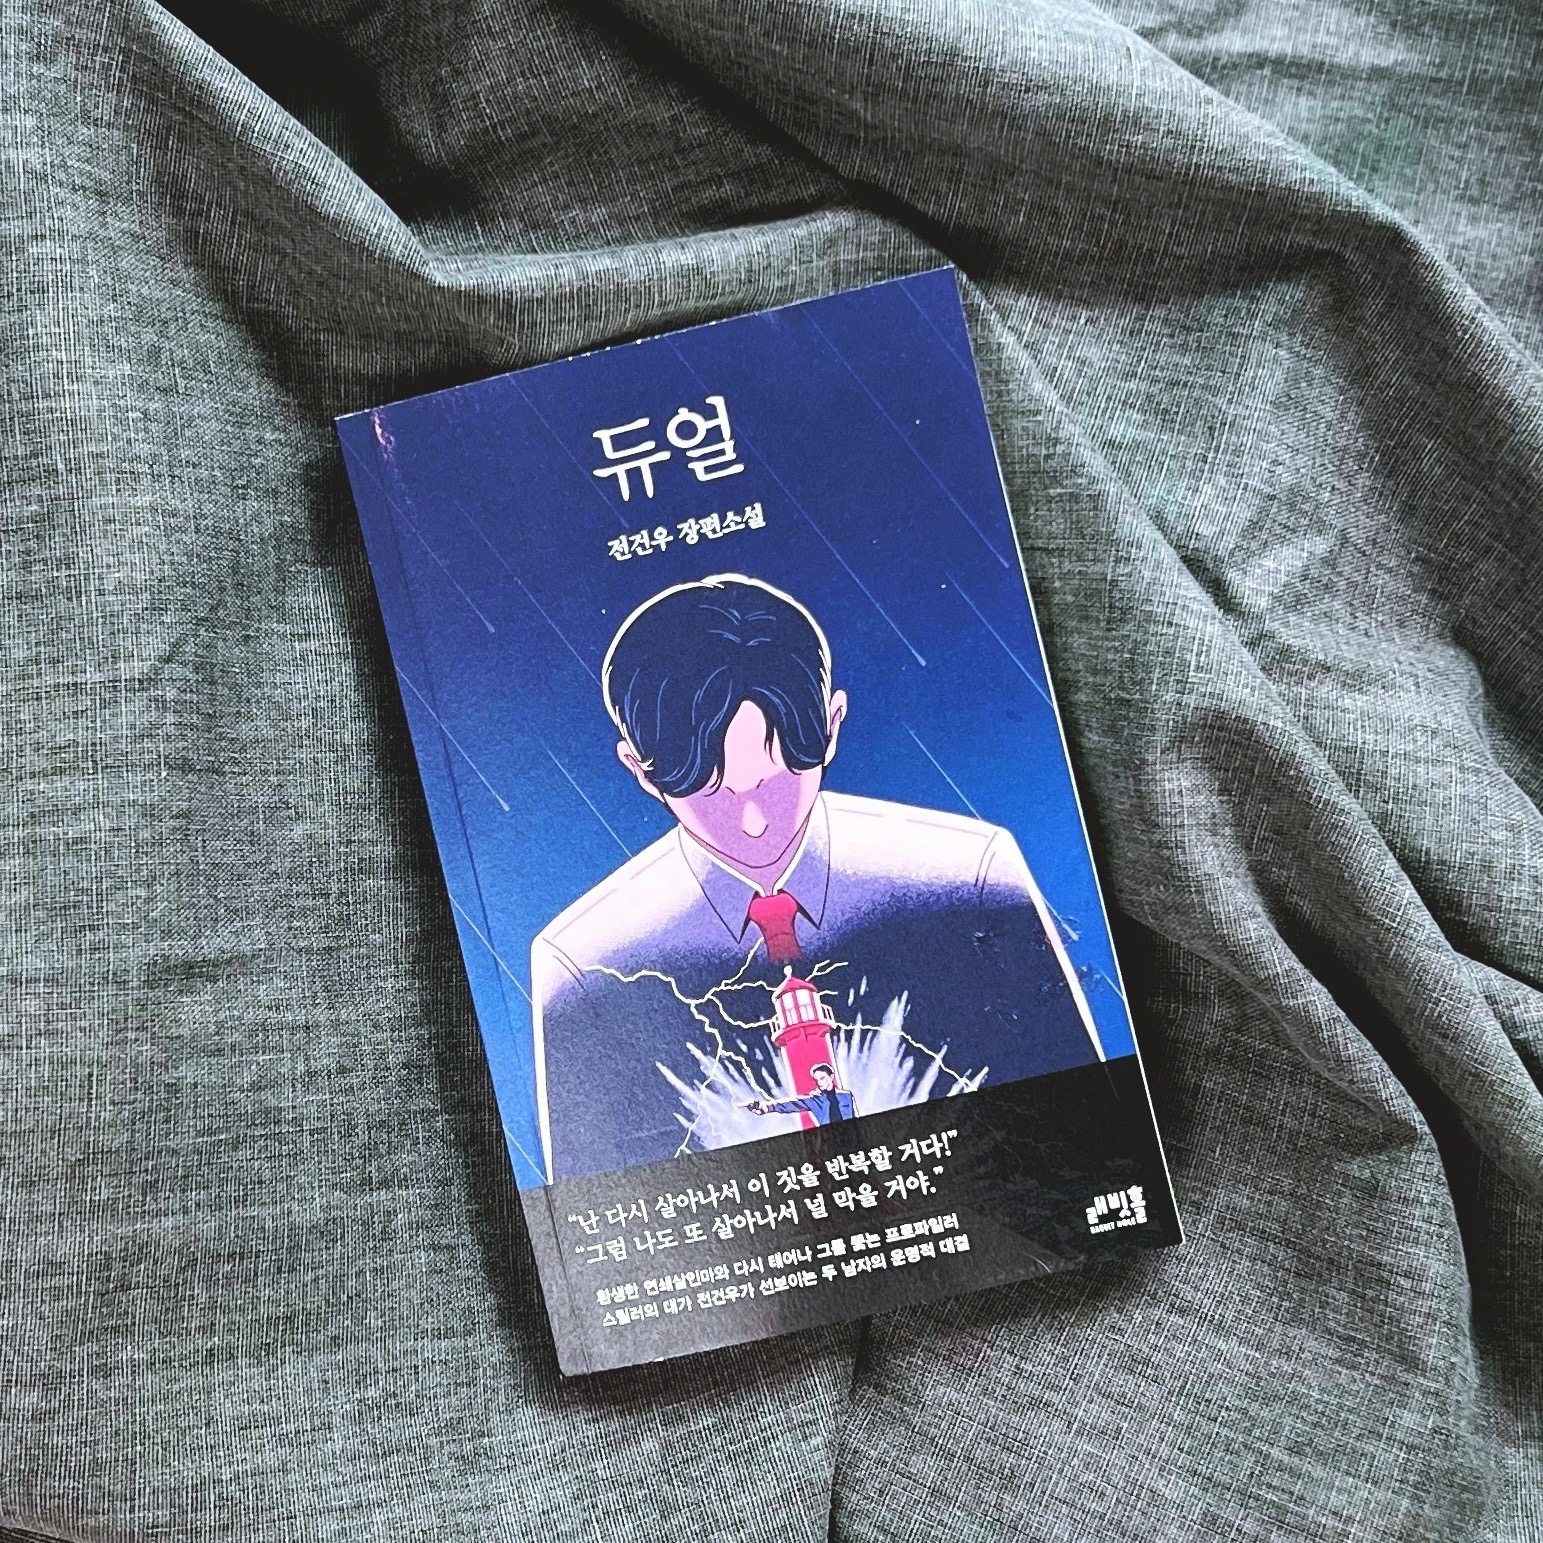 듀얼
전건우 장편소설
“난 다시 살아나서 이 짓을 반복할 거다!”
“그럼 나도 또 살아나서 널 막을 거야.”
환생한 연쇄살인마와 다시 태어나 그를 쫓는 프로파일러
스릴러의 대가 전건우가 선보이는 두 남자의 운명적 대결
래빗홀
RABBIT HOLE